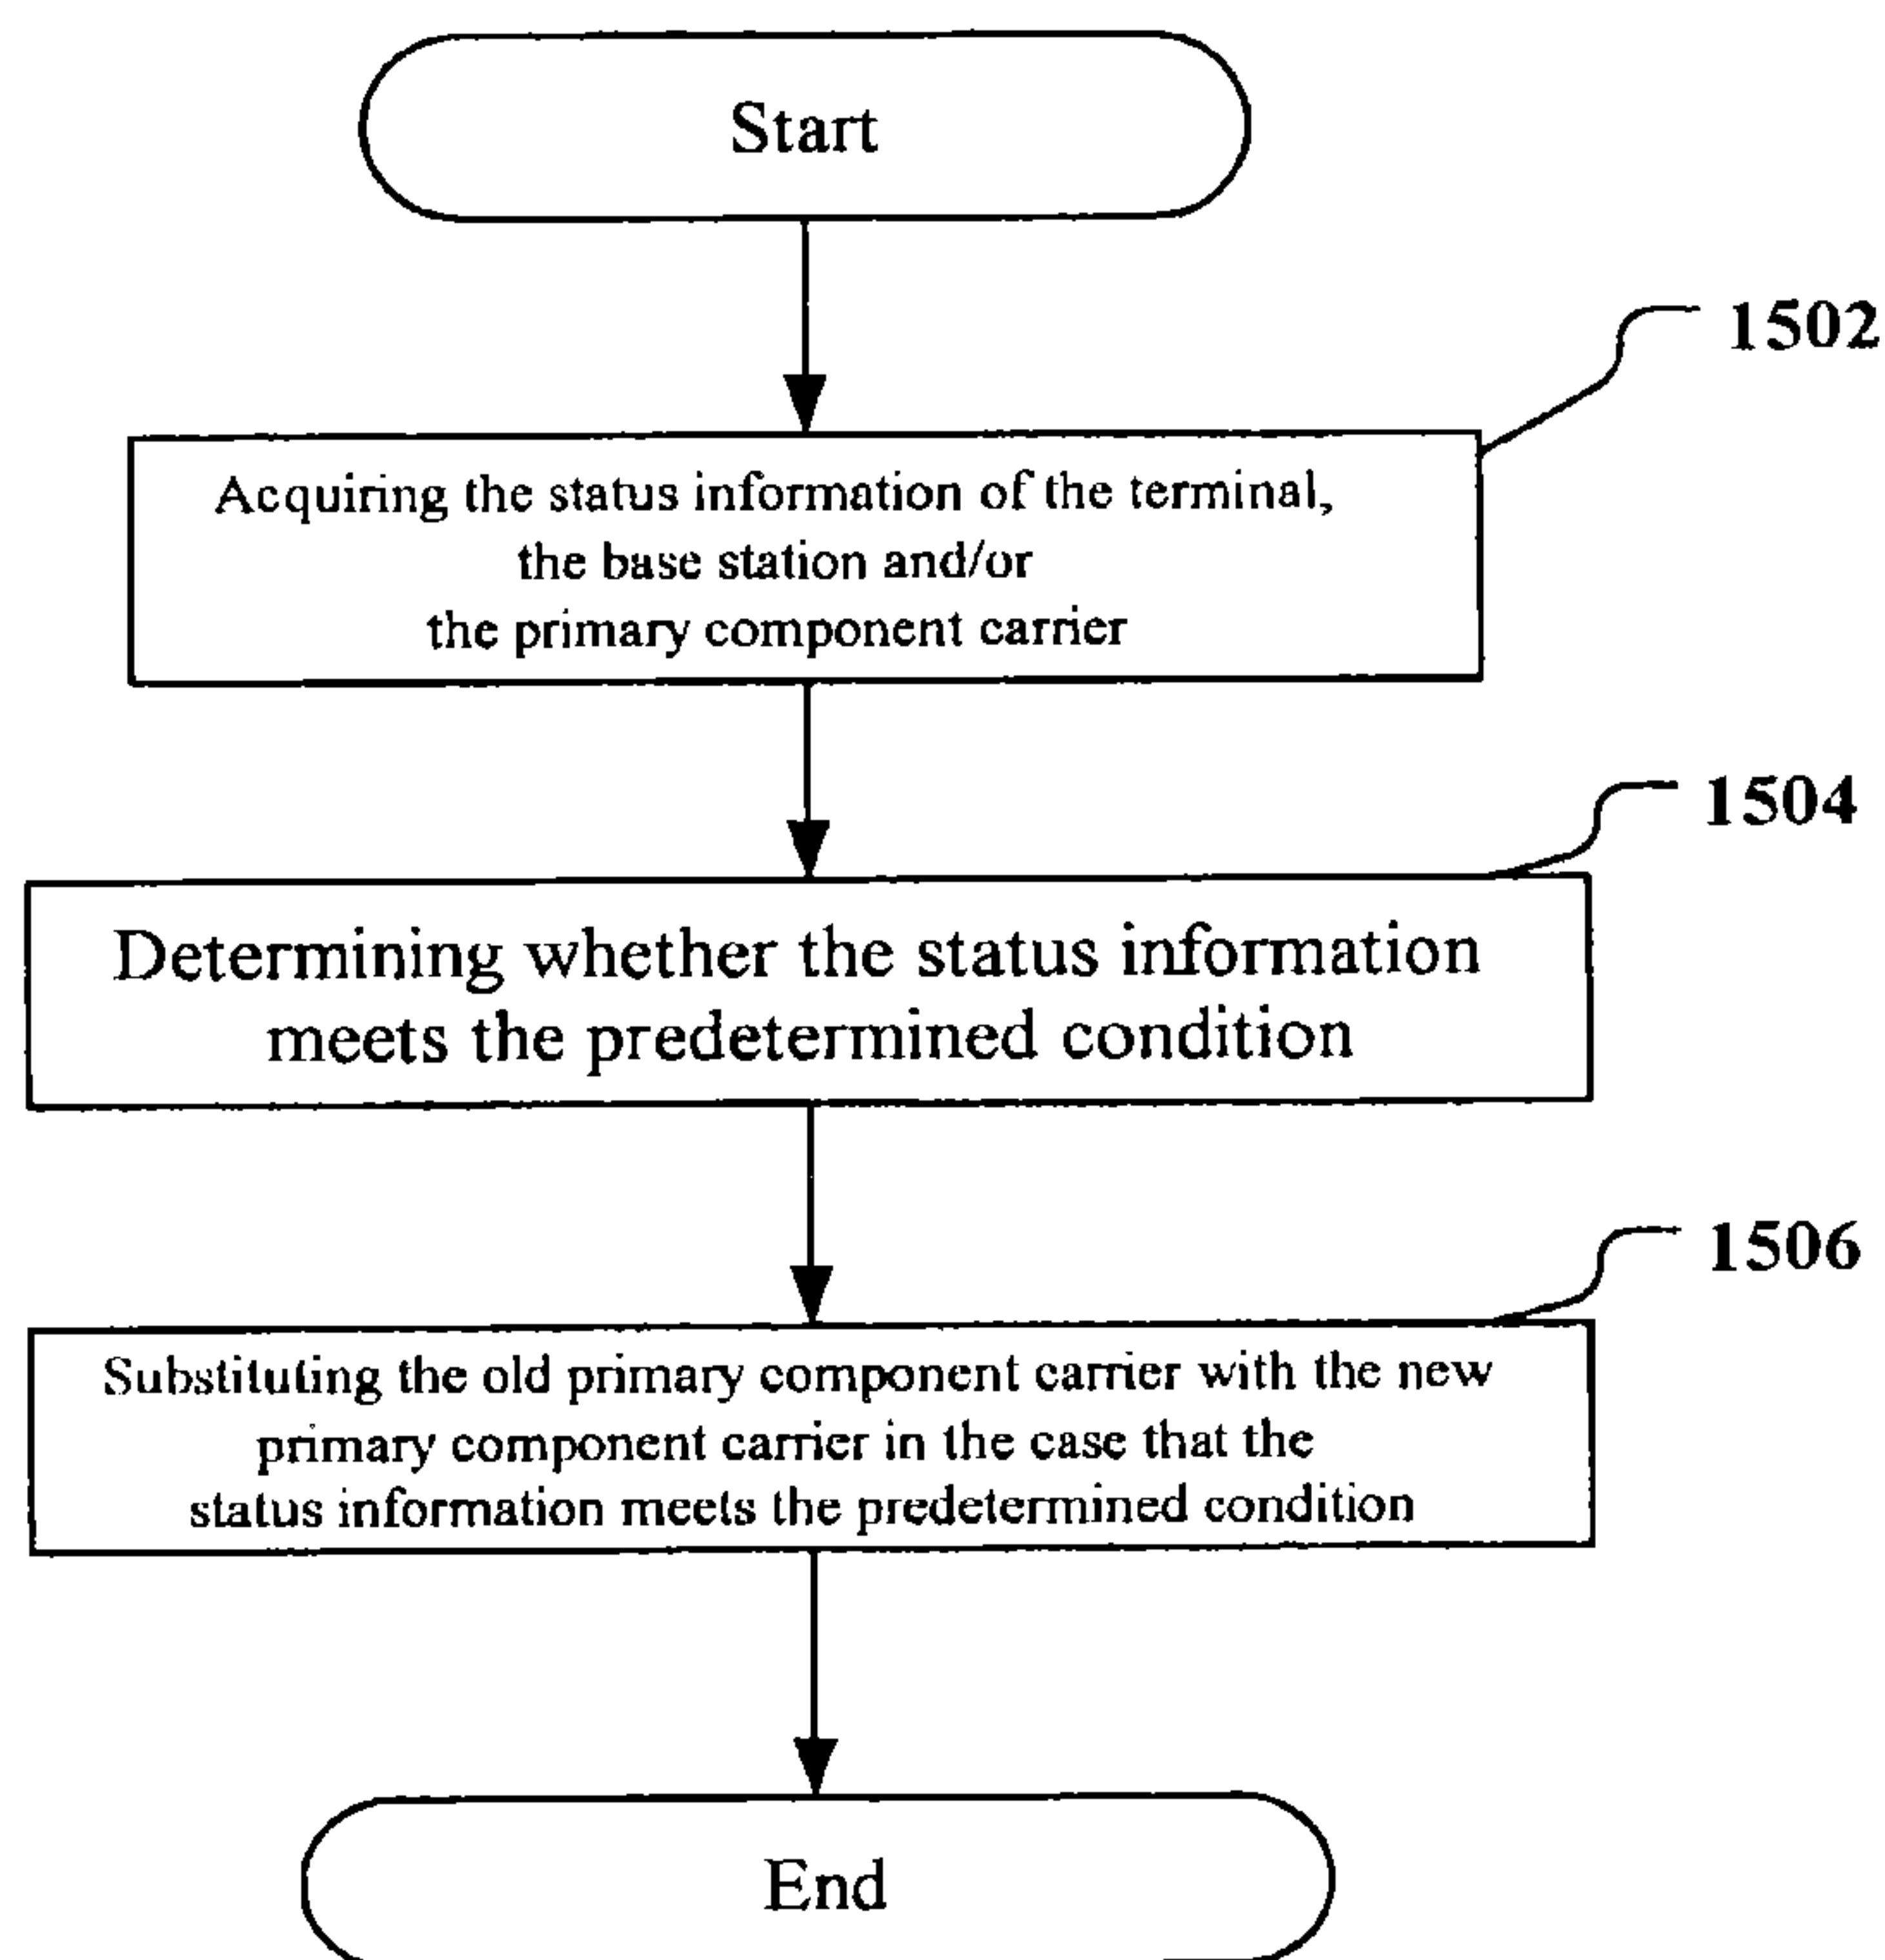 Start
1502
Acquiring the status information of the terminal,
the base station and/or
the primary component carrier
1504
Determining whether the status information
meets the predetermined condition
1506
Substituting the old primary component carrier with the new
primary component carrier in the case that the
status information meets the predetermined condition
End